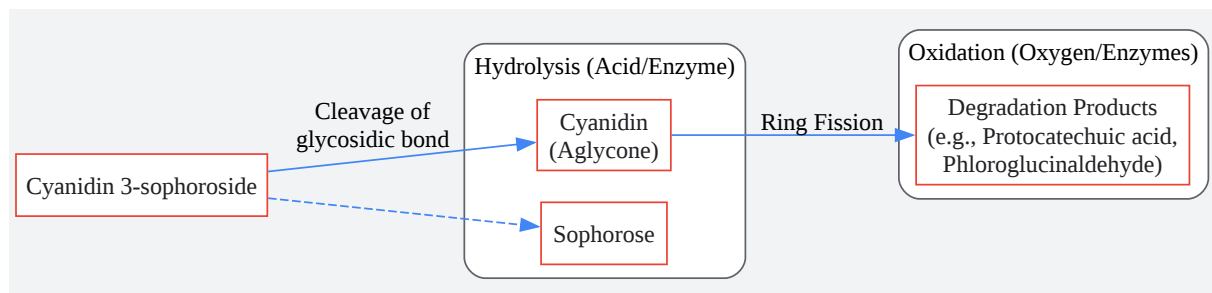 Cyanidin 3-sophoroside
Cleavage of
glycosidic bond
Hydrolysis (Acid/Enzyme)
Cyanidin
(Aglycone)
Sophorose
Ring Fission
Oxidation (Oxygen/Enzymes)
Degradation Products
(e.g., Protocatechuic acid,
Phloroglucinaldehyde)